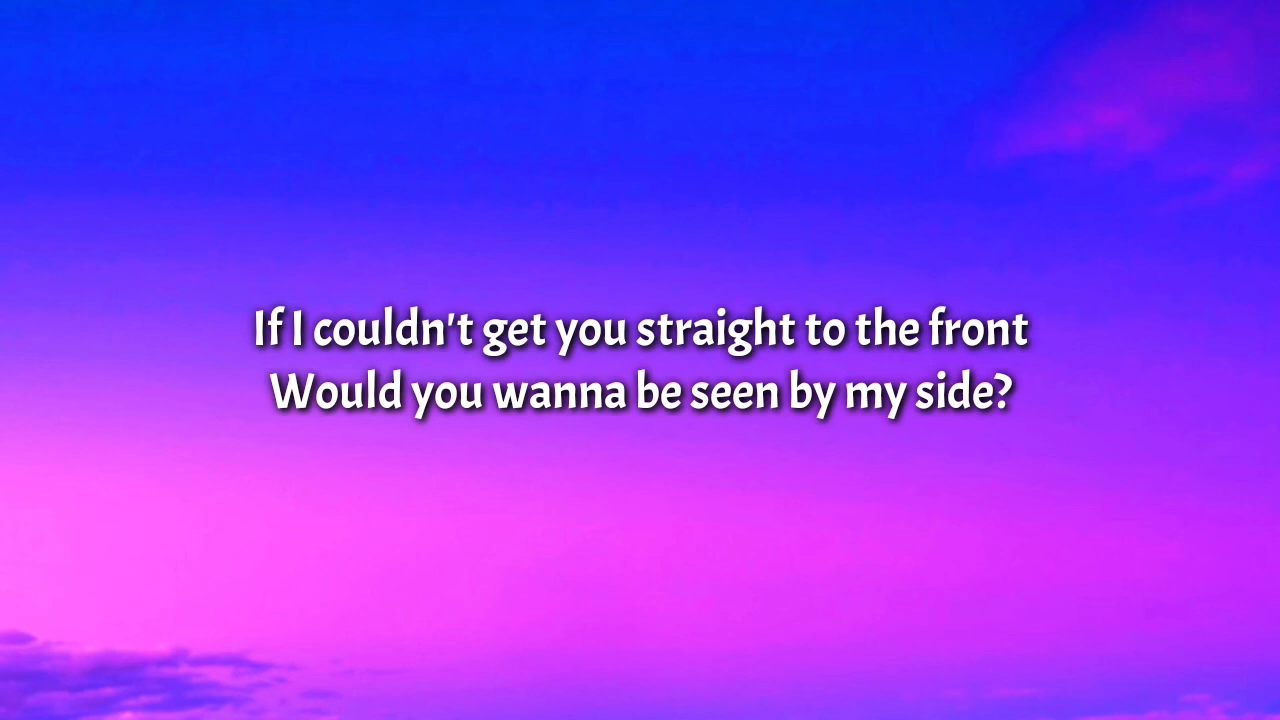 If I couldn't get you straight to the front
Would you wanna be seen by my side?